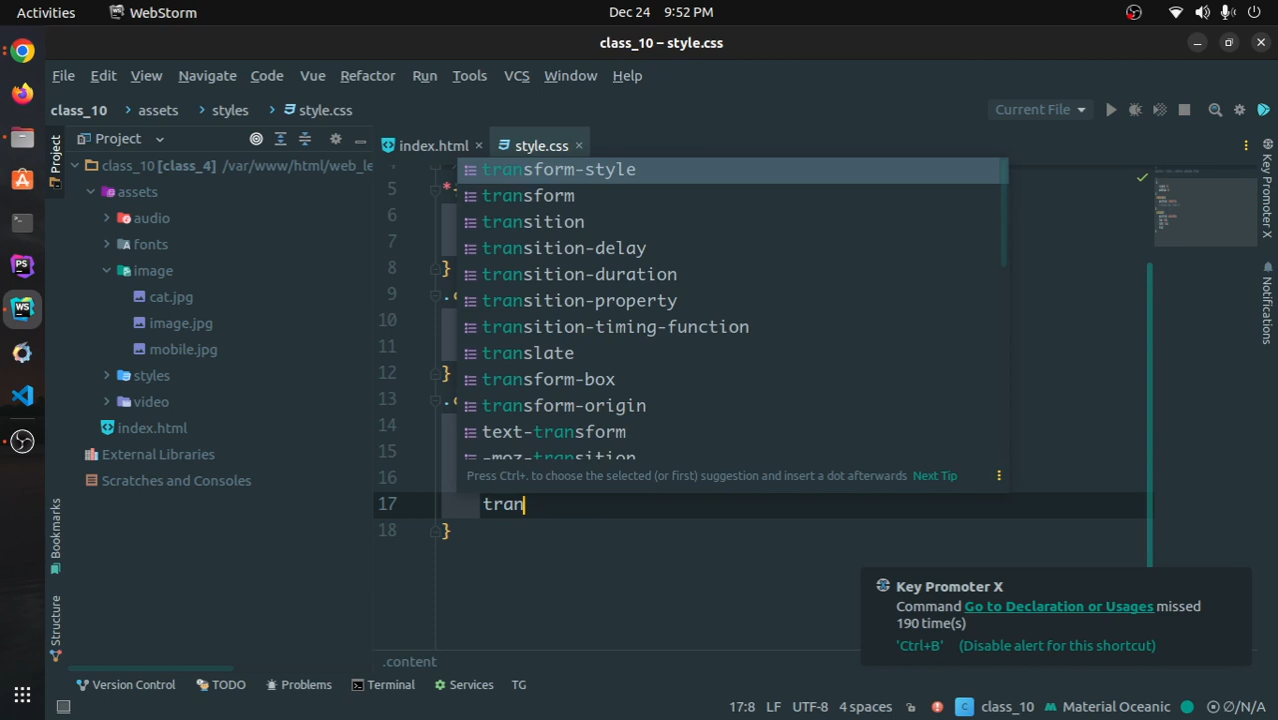 Activities WebStorm Dec 24 9:52 PM
class_10 – style.css
File Edit View Navigate Code Vue Refactor Run Tools VCS Window Help
class_10 assets styles style.css Current File
Project index.html style.css
class_10 [class_4] /var/www/html/web_le
assets
audio
fonts
image
cat.jpg
image.jpg
mobile.jpg
styles
video
index.html
External Libraries
Scratches and Consoles
Project
Bookmarks
Structure
5 *
6
7
8 }
9
10
11
12 }
13
14
15
16
17 tran
18 }
transform-style
transform
transition
transition-delay
transition-duration
transition-property
transition-timing-function
translate
transform-box
transform-origin
text-transform
-moz-transition
Press Ctrl+. to choose the selected (or first) suggestion and insert a dot afterwards Next Tip
Key Promoter X
Command Go to Declaration or Usages missed
190 time(s)
'Ctrl+B' (Disable alert for this shortcut)
Key Promoter X
Notifications
.content
Version Control TODO Problems Terminal Services TG
17:8 LF UTF-8 4 spaces C class_10 Material Oceanic Ø/N/A
PS
WS